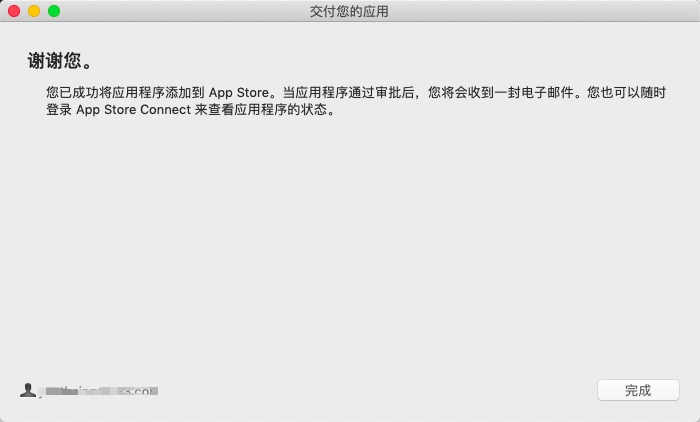 交付您的应用
谢谢您。
您已成功将应用程序添加到 App Store。当应用程序通过审批后，您将会收到一封电子邮件。您也可以随时
登录 App Store Connect 来查看应用程序的状态。
完成